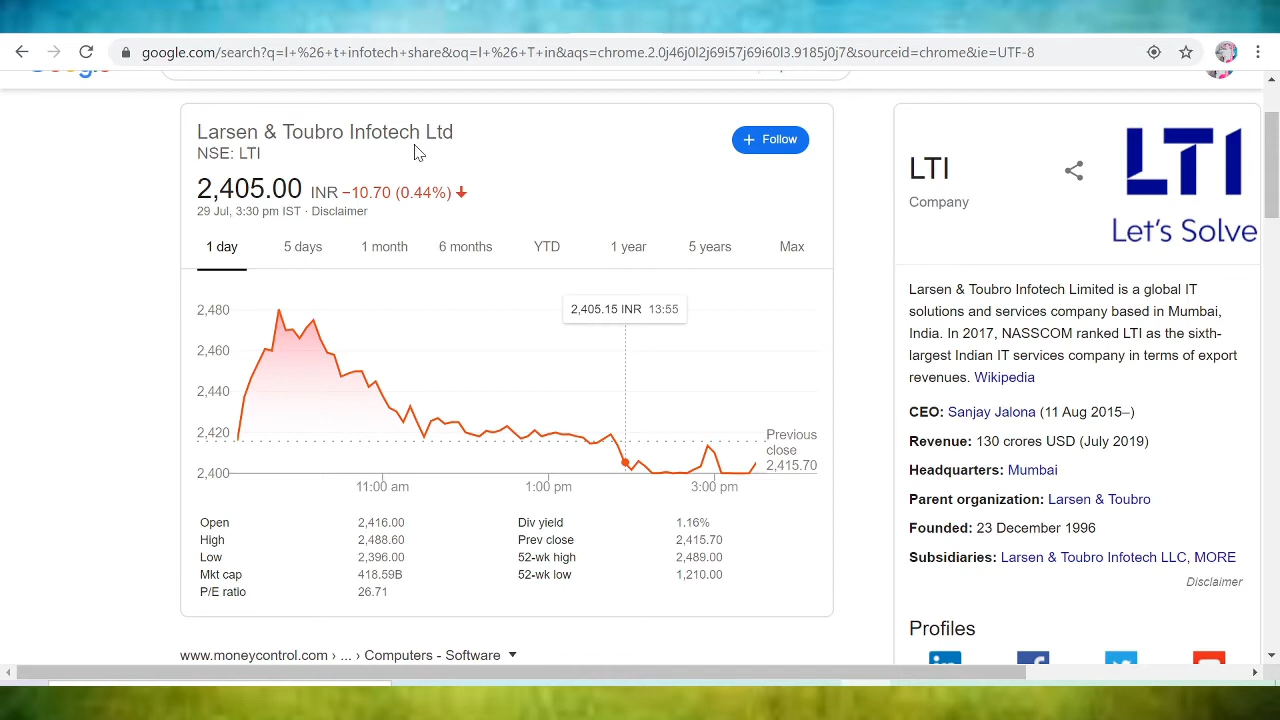 google.com/search?q=l+%26+t+infotech+share&oq=l+%26+T+in&aqs=chrome.2.0j46j0l2j69i57j69i60l3.9185j0j7&sourceid=chrome&ie=UTF-8
Larsen & Toubro Infotech Ltd
NSE: LTI
+ Follow
2,405.00 INR −10.70 (0.44%)
29 Jul, 3:30 pm IST · Disclaimer
1 day 5 days 1 month 6 months YTD 1 year 5 years Max
2,405.15 INR 13:55
2,480
2,460
2,440
2,420
2,400
Previous
close
2,415.70
11:00 am 1:00 pm 3:00 pm
Open 2,416.00 Div yield 1.16%
High 2,488.60 Prev close 2,415.70
Low 2,396.00 52-wk high 2,489.00
Mkt cap 418.59B 52-wk low 1,210.00
P/E ratio 26.71
www.moneycontrol.com › ... › Computers - Software
LTI
Company
LTI
Let's Solve
Larsen & Toubro Infotech Limited is a global IT
solutions and services company based in Mumbai,
India. In 2017, NASSCOM ranked LTI as the sixth-
largest Indian IT services company in terms of export
revenues. Wikipedia
CEO: Sanjay Jalona (11 Aug 2015–)
Revenue: 130 crores USD (July 2019)
Headquarters: Mumbai
Parent organization: Larsen & Toubro
Founded: 23 December 1996
Subsidiaries: Larsen & Toubro Infotech LLC, MORE
Disclaimer
Profiles